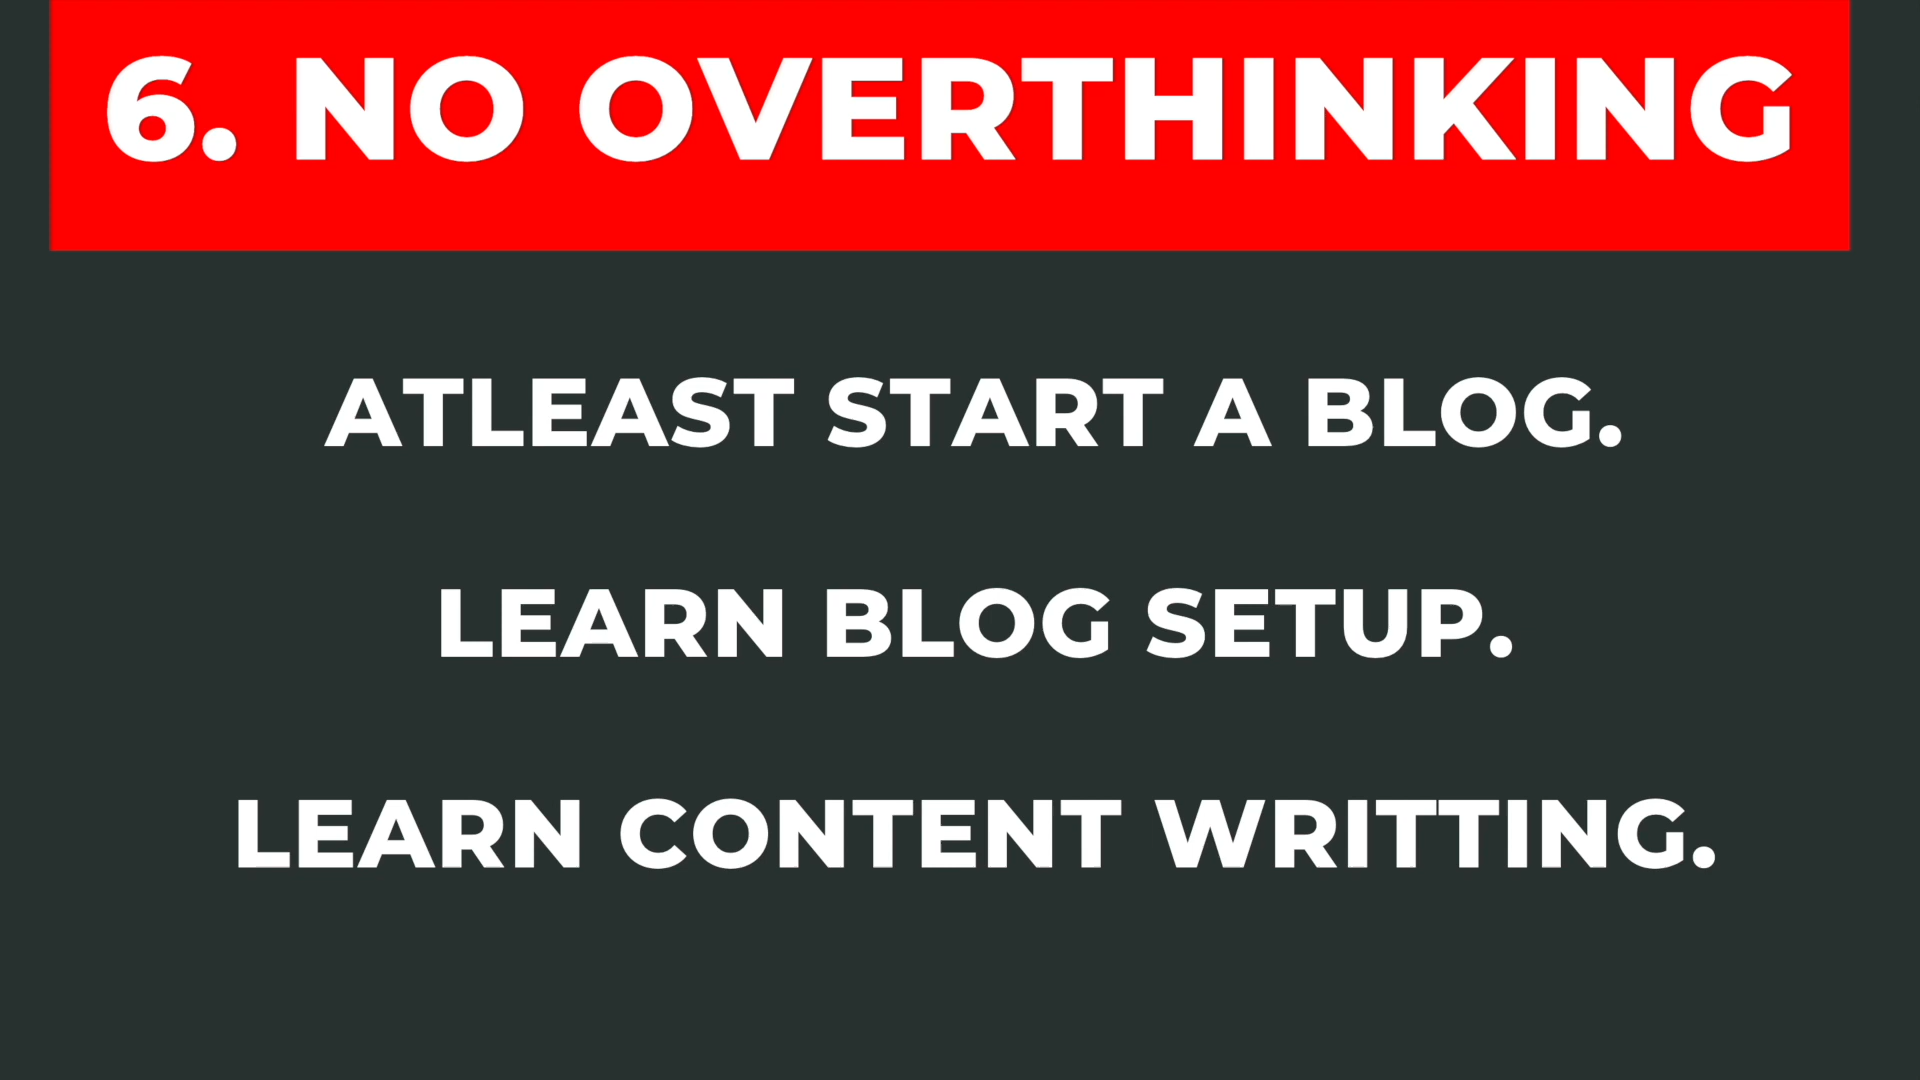 6. NO OVERTHINKING
ATLEAST START A BLOG.
LEARN BLOG SETUP.
LEARN CONTENT WRITTING.